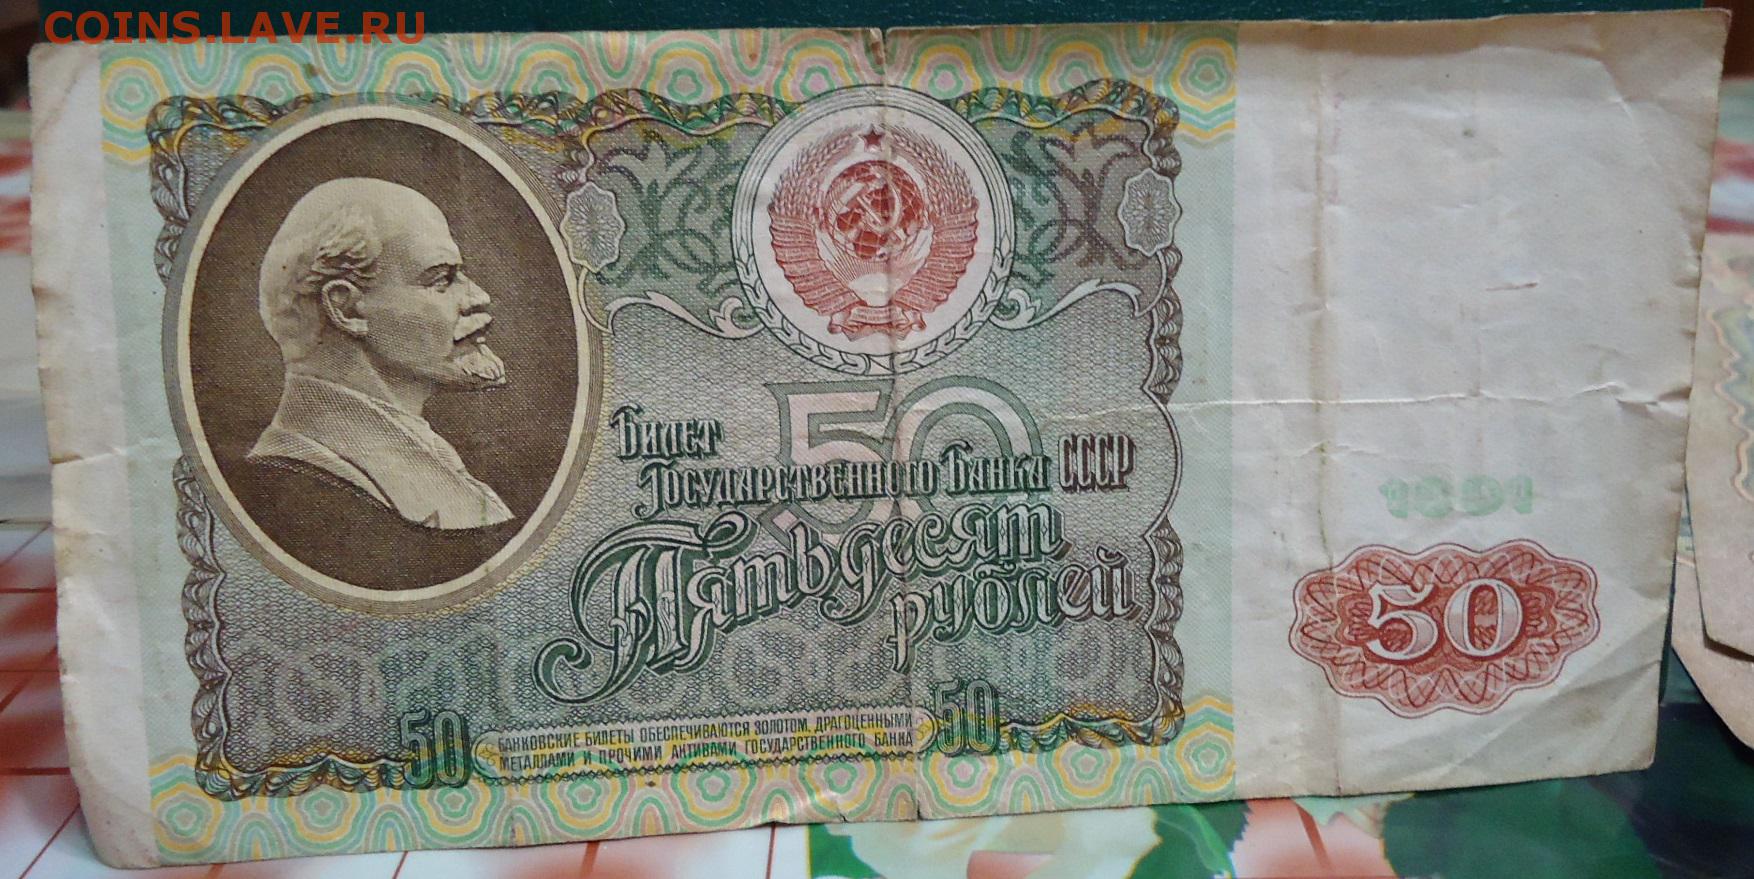 COINS.LAVE.RU
50
Билет
Государственного Банка СССР
Пятьдесят
рублей
1991
50
50
50
БАНКОВСКИЕ БИЛЕТЫ ОБЕСПЕЧИВАЮТСЯ ЗОЛОТОМ, ДРАГОЦЕННЫМИ
МЕТАЛЛАМИ И ПРОЧИМИ АКТИВАМИ ГОСУДАРСТВЕННОГО БАНКА